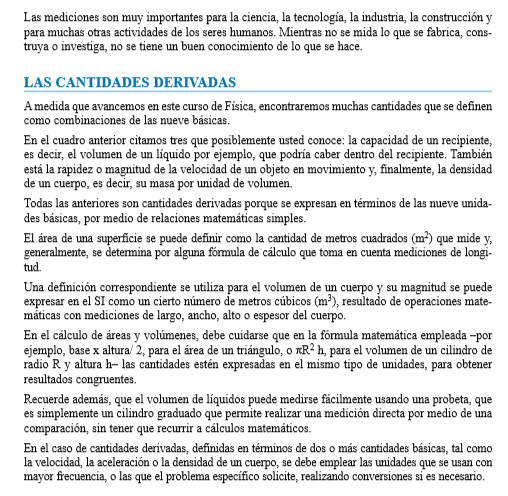 Las mediciones son muy importantes para la ciencia, la tecnología, la industria, la construcción y
para muchas otras actividades de los seres humanos. Mientras no se mida lo que se fabrica, cons-
truya o investiga, no se tiene un buen conocimiento de lo que se hace.
LAS CANTIDADES DERIVADAS
A medida que avancemos en este curso de Física, encontraremos muchas cantidades que se definen
como combinaciones de las nueve básicas.
En el cuadro anterior citamos tres que posiblemente usted conoce: la capacidad de un recipiente,
es decir, el volumen de un líquido por ejemplo, que podría caber dentro del recipiente. También
está la rapidez o magnitud de la velocidad de un objeto en movimiento y, finalmente, la densidad
de un cuerpo, es decir, su masa por unidad de volumen.
Todas las anteriores son cantidades derivadas porque se expresan en términos de las nueve unida-
des básicas, por medio de relaciones matemáticas simples.
El área de una superficie se puede definir como la cantidad de metros cuadrados (m²) que mide y,
generalmente, se determina por alguna fórmula de cálculo que toma en cuenta mediciones de longi-
tud.
Una definición correspondiente se utiliza para el volumen de un cuerpo y su magnitud se puede
expresar en el SI como un cierto número de metros cúbicos (m³), resultado de operaciones mate-
máticas con mediciones de largo, ancho, alto o espesor del cuerpo.
En el cálculo de áreas y volúmenes, debe cuidarse que en la fórmula matemática empleada –por
ejemplo, base x altura/ 2, para el área de un triángulo, o πR² h, para el volumen de un cilindro de
radio R y altura h– las cantidades estén expresadas en el mismo tipo de unidades, para obtener
resultados congruentes.
Recuerde además, que el volumen de líquidos puede medirse fácilmente usando una probeta, que
es simplemente un cilindro graduado que permite realizar una medición directa por medio de una
comparación, sin tener que recurrir a cálculos matemáticos.
En el caso de cantidades derivadas, definidas en términos de dos o más cantidades básicas, tal como
la velocidad, la aceleración o la densidad de un cuerpo, se debe emplear las unidades que se usan con
mayor frecuencia, o las que el problema específico solicite, realizando conversiones si es necesario.